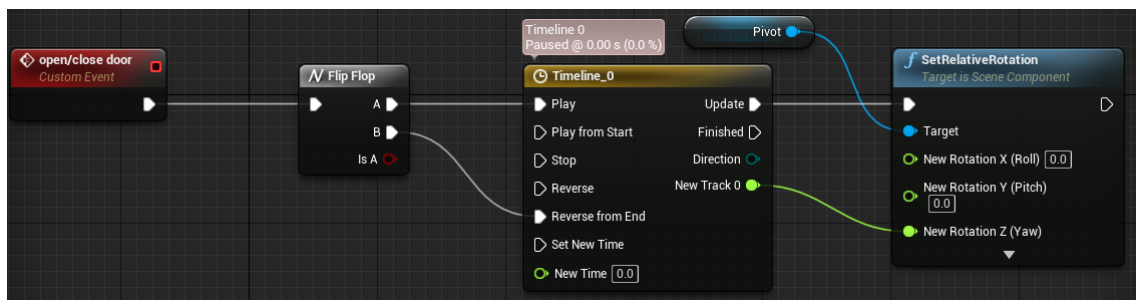 Timeline 0
Paused @ 0.00 s (0.0 %)
Pivot
open/close door
Custom Event
Flip Flop
A
B
Is A
Timeline_0
Play
Play from Start
Stop
Reverse
Reverse from End
Set New Time
New Time 0.0
Update
Finished
Direction
New Track 0
SetRelativeRotation
Target is Scene Component
Target
New Rotation X (Roll) 0.0
New Rotation Y (Pitch)
0.0
New Rotation Z (Yaw)